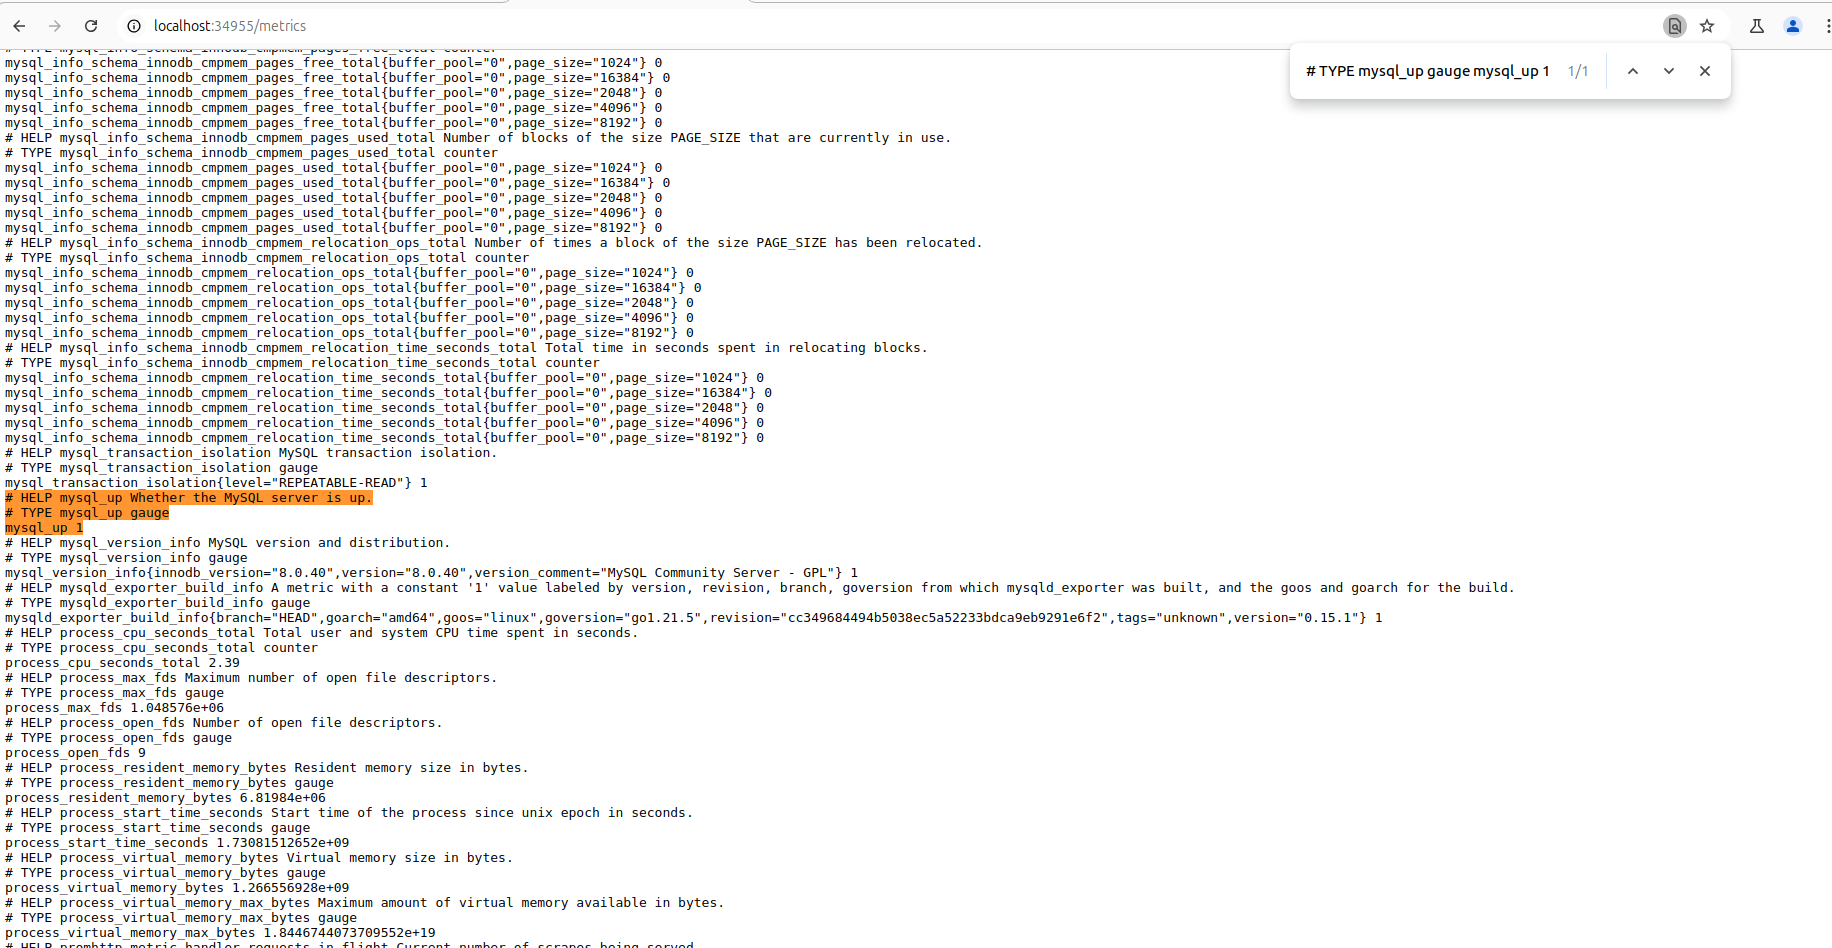 localhost:34955/metrics
# TYPE mysql_up gauge mysql_up 1 1/1
# TYPE mysql_info_schema_innodb_cmpmem_pages_free_total counter
mysql_info_schema_innodb_cmpmem_pages_free_total{buffer_pool="0",page_size="1024"} 0
mysql_info_schema_innodb_cmpmem_pages_free_total{buffer_pool="0",page_size="16384"} 0
mysql_info_schema_innodb_cmpmem_pages_free_total{buffer_pool="0",page_size="2048"} 0
mysql_info_schema_innodb_cmpmem_pages_free_total{buffer_pool="0",page_size="4096"} 0
mysql_info_schema_innodb_cmpmem_pages_free_total{buffer_pool="0",page_size="8192"} 0
# HELP mysql_info_schema_innodb_cmpmem_pages_used_total Number of blocks of the size PAGE_SIZE that are currently in use.
# TYPE mysql_info_schema_innodb_cmpmem_pages_used_total counter
mysql_info_schema_innodb_cmpmem_pages_used_total{buffer_pool="0",page_size="1024"} 0
mysql_info_schema_innodb_cmpmem_pages_used_total{buffer_pool="0",page_size="16384"} 0
mysql_info_schema_innodb_cmpmem_pages_used_total{buffer_pool="0",page_size="2048"} 0
mysql_info_schema_innodb_cmpmem_pages_used_total{buffer_pool="0",page_size="4096"} 0
mysql_info_schema_innodb_cmpmem_pages_used_total{buffer_pool="0",page_size="8192"} 0
# HELP mysql_info_schema_innodb_cmpmem_relocation_ops_total Number of times a block of the size PAGE_SIZE has been relocated.
# TYPE mysql_info_schema_innodb_cmpmem_relocation_ops_total counter
mysql_info_schema_innodb_cmpmem_relocation_ops_total{buffer_pool="0",page_size="1024"} 0
mysql_info_schema_innodb_cmpmem_relocation_ops_total{buffer_pool="0",page_size="16384"} 0
mysql_info_schema_innodb_cmpmem_relocation_ops_total{buffer_pool="0",page_size="2048"} 0
mysql_info_schema_innodb_cmpmem_relocation_ops_total{buffer_pool="0",page_size="4096"} 0
mysql_info_schema_innodb_cmpmem_relocation_ops_total{buffer_pool="0",page_size="8192"} 0
# HELP mysql_info_schema_innodb_cmpmem_relocation_time_seconds_total Total time in seconds spent in relocating blocks.
# TYPE mysql_info_schema_innodb_cmpmem_relocation_time_seconds_total counter
mysql_info_schema_innodb_cmpmem_relocation_time_seconds_total{buffer_pool="0",page_size="1024"} 0
mysql_info_schema_innodb_cmpmem_relocation_time_seconds_total{buffer_pool="0",page_size="16384"} 0
mysql_info_schema_innodb_cmpmem_relocation_time_seconds_total{buffer_pool="0",page_size="2048"} 0
mysql_info_schema_innodb_cmpmem_relocation_time_seconds_total{buffer_pool="0",page_size="4096"} 0
mysql_info_schema_innodb_cmpmem_relocation_time_seconds_total{buffer_pool="0",page_size="8192"} 0
# HELP mysql_transaction_isolation MySQL transaction isolation.
# TYPE mysql_transaction_isolation gauge
mysql_transaction_isolation{level="REPEATABLE-READ"} 1
# HELP mysql_up Whether the MySQL server is up.
# TYPE mysql_up gauge
mysql_up 1
# HELP mysql_version_info MySQL version and distribution.
# TYPE mysql_version_info gauge
mysql_version_info{innodb_version="8.0.40",version="8.0.40",version_comment="MySQL Community Server - GPL"} 1
# HELP mysqld_exporter_build_info A metric with a constant '1' value labeled by version, revision, branch, goversion from which mysqld_exporter was built, and the goos and goarch for the build.
# TYPE mysqld_exporter_build_info gauge
mysqld_exporter_build_info{branch="HEAD",goarch="amd64",goos="linux",goversion="go1.21.5",revision="cc349684494b5038ec5a52233bdca9eb9291e6f2",tags="unknown",version="0.15.1"} 1
# HELP process_cpu_seconds_total Total user and system CPU time spent in seconds.
# TYPE process_cpu_seconds_total counter
process_cpu_seconds_total 2.39
# HELP process_max_fds Maximum number of open file descriptors.
# TYPE process_max_fds gauge
process_max_fds 1.048576e+06
# HELP process_open_fds Number of open file descriptors.
# TYPE process_open_fds gauge
process_open_fds 9
# HELP process_resident_memory_bytes Resident memory size in bytes.
# TYPE process_resident_memory_bytes gauge
process_resident_memory_bytes 6.81984e+06
# HELP process_start_time_seconds Start time of the process since unix epoch in seconds.
# TYPE process_start_time_seconds gauge
process_start_time_seconds 1.73081512652e+09
# HELP process_virtual_memory_bytes Virtual memory size in bytes.
# TYPE process_virtual_memory_bytes gauge
process_virtual_memory_bytes 1.266556928e+09
# HELP process_virtual_memory_max_bytes Maximum amount of virtual memory available in bytes.
# TYPE process_virtual_memory_max_bytes gauge
process_virtual_memory_max_bytes 1.8446744073709552e+19
# HELP promhttp_metric_handler_requests_in_flight Current number of scrapes being served.